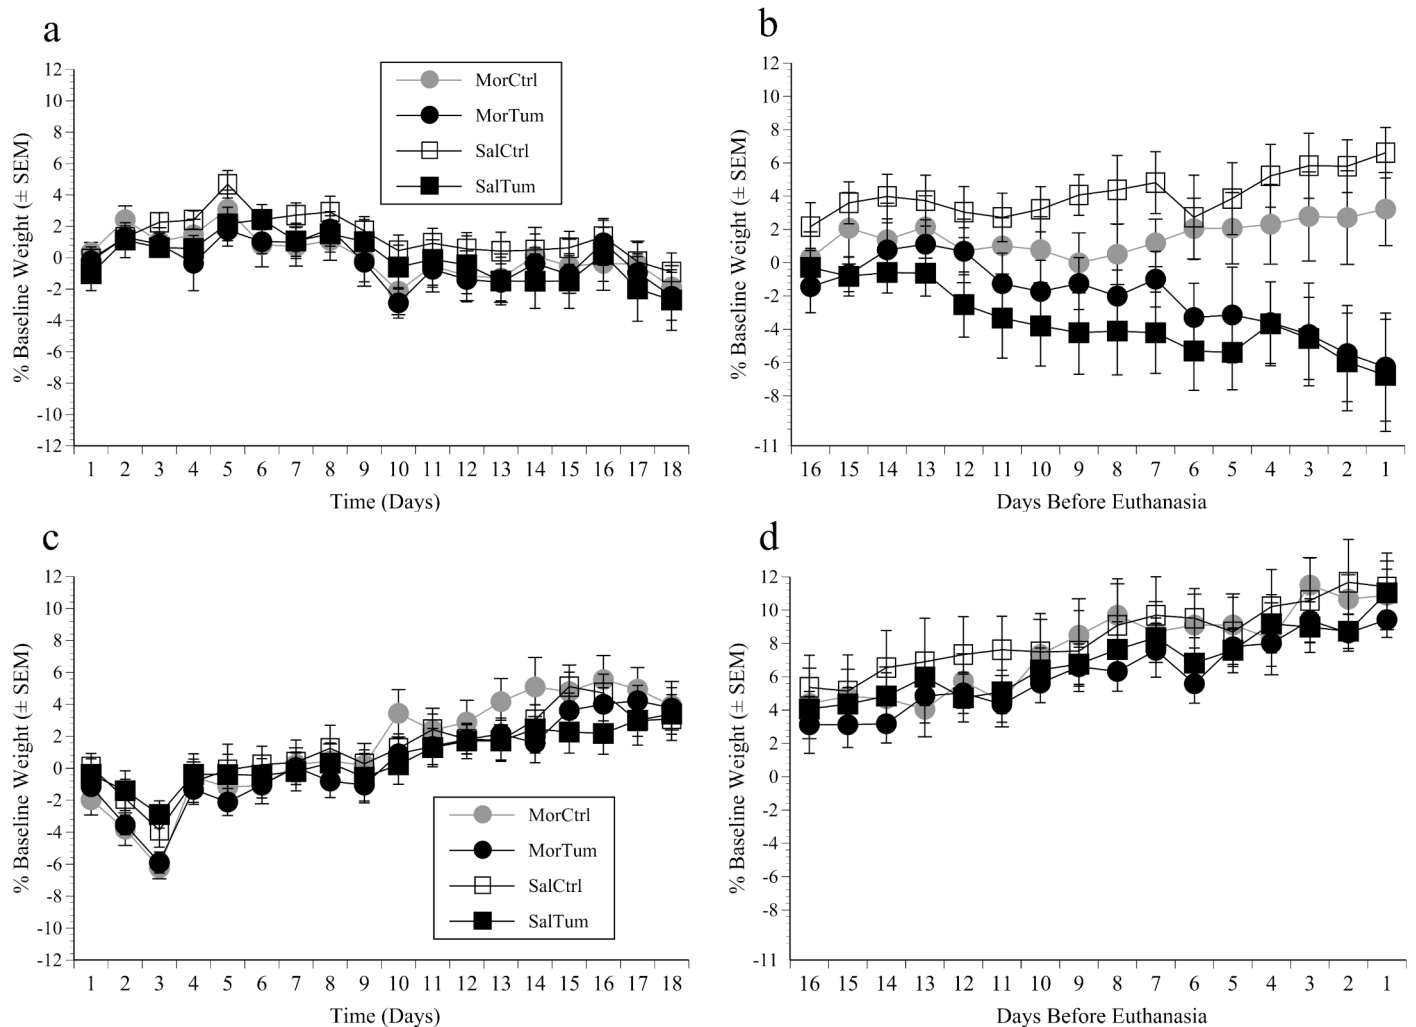 a
% Baseline Weight (± SEM)
12
10
8
6
4
2
0
-2
-4
-6
-8
-10
-12
MorCtrl
MorTum
SalCtrl
SalTum
1 2 3 4 5 6 7 8 9 10 11 12 13 14 15 16 17 18
Time (Days)
b
% Baseline Weight (± SEM)
12
10
8
6
4
2
0
-2
-4
-6
-8
-11
16 15 14 13 12 11 10 9 8 7 6 5 4 3 2 1
Days Before Euthanasia
c
% Baseline Weight (± SEM)
12
10
8
6
4
2
0
-2
-4
-6
-8
-10
-12
MorCtrl
MorTum
SalCtrl
SalTum
1 2 3 4 5 6 7 8 9 10 11 12 13 14 15 16 17 18
Time (Days)
d
% Baseline Weight (± SEM)
12
10
8
6
4
2
0
-2
-4
-6
-8
-11
16 15 14 13 12 11 10 9 8 7 6 5 4 3 2 1
Days Before Euthanasia